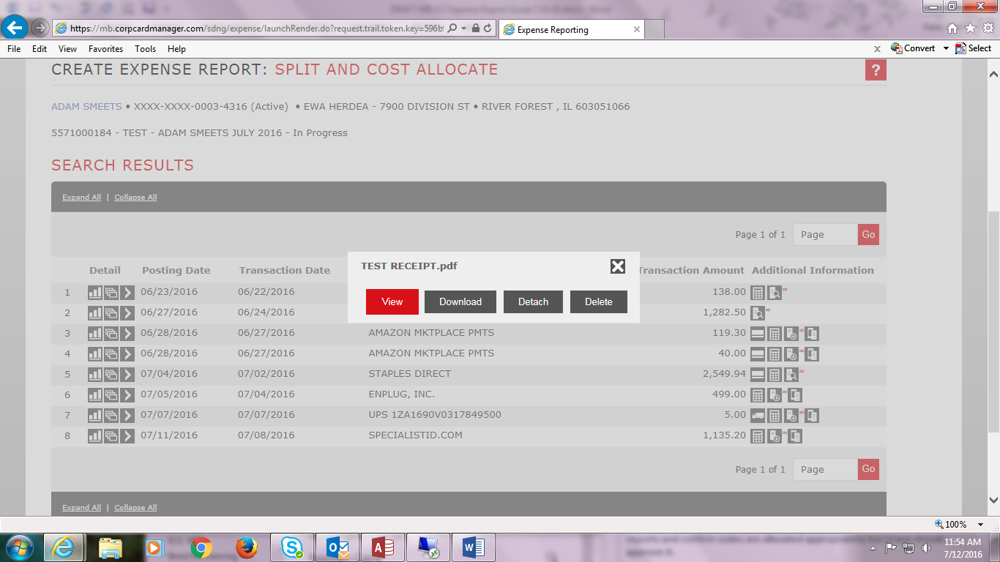 https://mb.corpcardmanager.com/sdng/expense/launchRender.do?request.trail.token.key=596b
Expense Reporting
File Edit View Favorites Tools Help
x Convert Select
CREATE EXPENSE REPORT: SPLIT AND COST ALLOCATE
?
ADAM SMEETS • XXXX-XXXX-0003-4316 (Active) • EWA HERDEA - 7900 DIVISION ST • RIVER FOREST , IL 603051066
5571000184 - TEST - ADAM SMEETS JULY 2016 - In Progress
SEARCH RESULTS
Expand All | Collapse All
Page 1 of 1 Page Go
TEST RECEIPT.pdf
View Download Detach Delete
Detail Posting Date Transaction Date Transaction Amount Additional Information
1 06/23/2016 06/22/2016 138.00 *
2 06/27/2016 06/24/2016 1,282.50 *
3 06/28/2016 06/27/2016 AMAZON MKTPLACE PMTS 119.30 *
4 06/28/2016 06/27/2016 AMAZON MKTPLACE PMTS 40.00 *
5 07/04/2016 07/02/2016 STAPLES DIRECT 2,549.94 *
6 07/05/2016 07/04/2016 ENPLUG, INC. 499.00 *
7 07/07/2016 07/07/2016 UPS 1ZA1690V0317849500 5.00 *
8 07/11/2016 07/08/2016 SPECIALISTID.COM 1,135.20 *
Page 1 of 1 Page Go
Expand All | Collapse All
100%
11:54 AM
7/12/2016